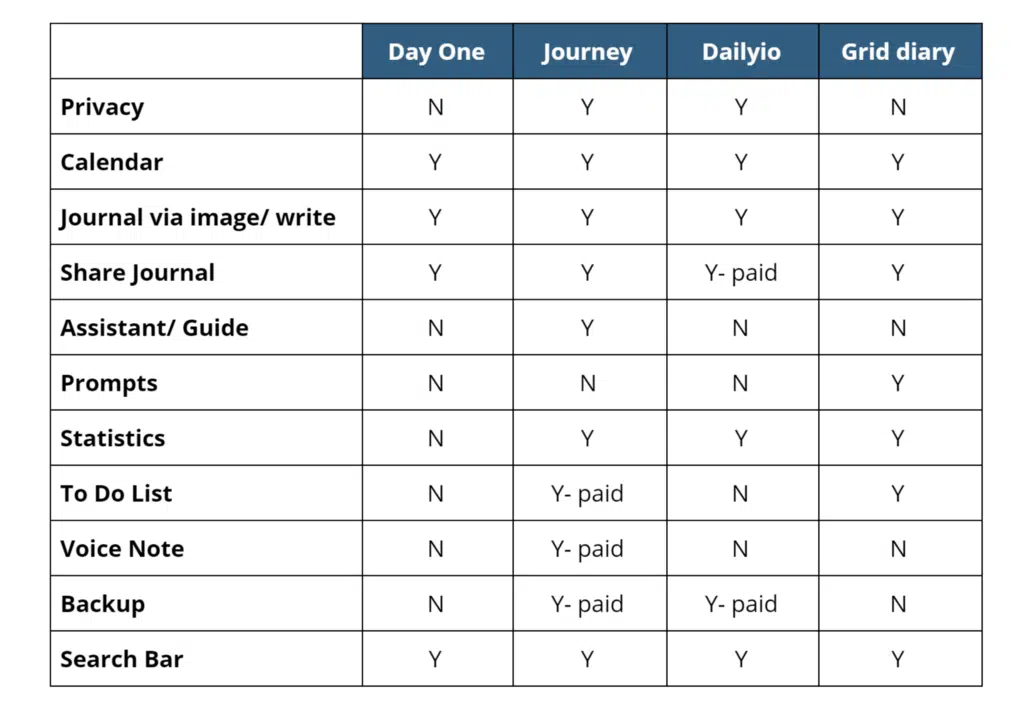 Day One Journey Dailyio Grid diary
Privacy N Y Y N
Calendar Y Y Y Y
Journal via image/ write Y Y Y Y
Share Journal Y Y Y- paid Y
Assistant/ Guide N Y N N
Prompts N N N Y
Statistics N Y Y Y
To Do List N Y- paid N Y
Voice Note N Y- paid N N
Backup N Y- paid Y- paid N
Search Bar Y Y Y Y